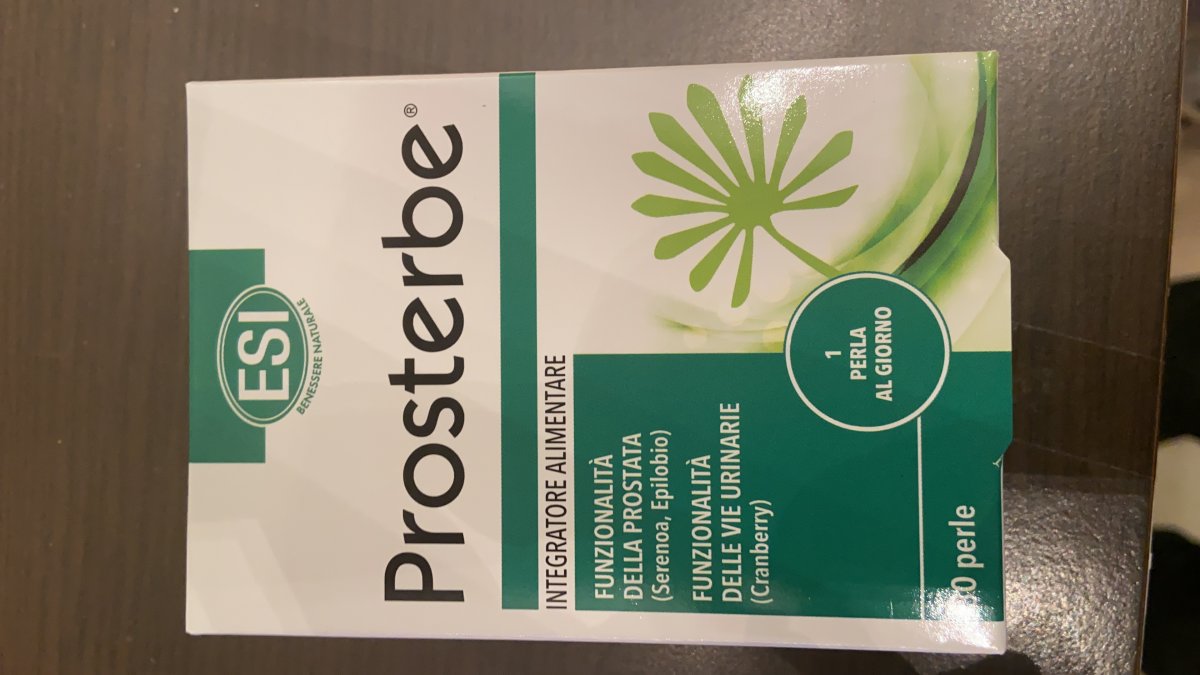 ESI
BENESSERE NATURALE
Prosterbe®
INTEGRATORE ALIMENTARE
FUNZIONALITÀ
DELLA PROSTATA
(Serenoa, Epilobio)
FUNZIONALITÀ
DELLE VIE URINARIE
(Cranberry)
1
PERLA
AL GIORNO
perle